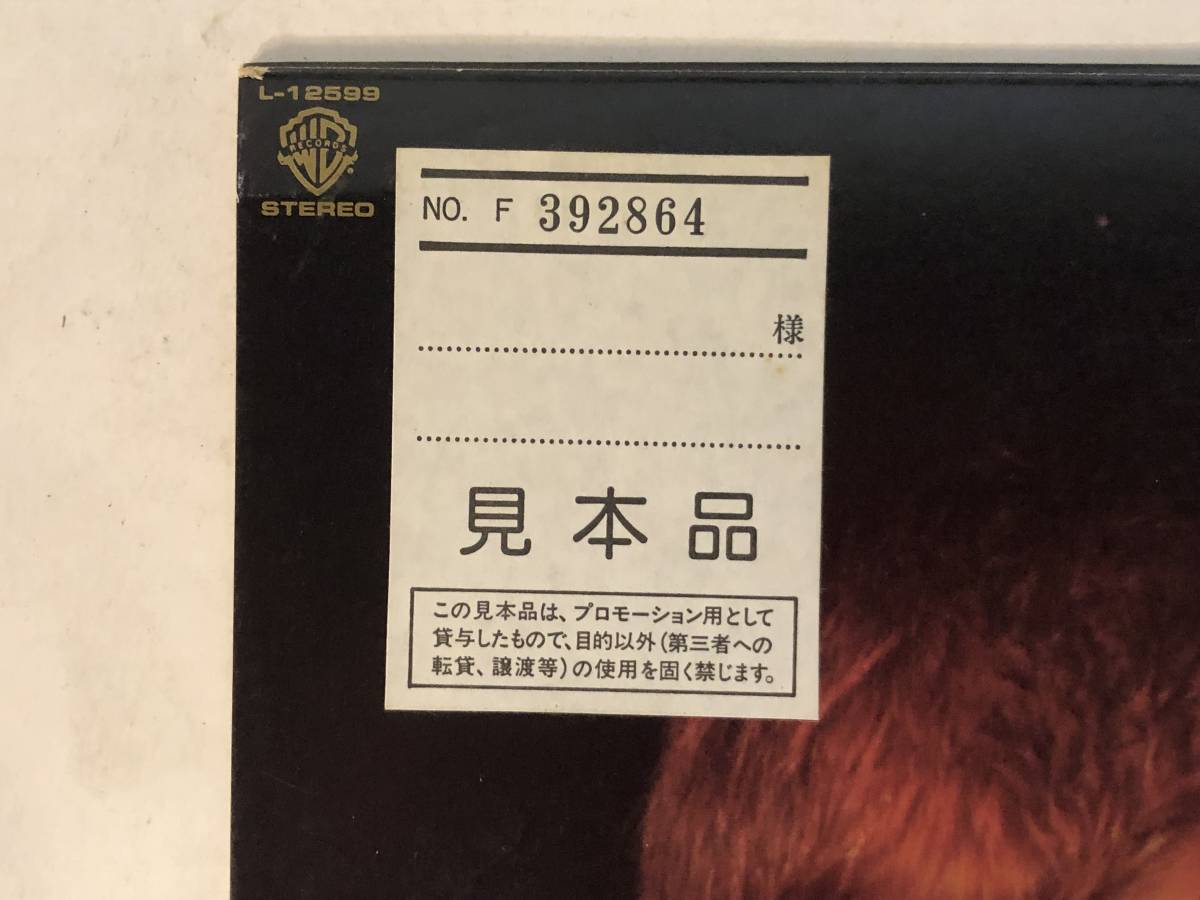 L-12599
WB
RECORDS
STEREO
NO. F 392864
様
見本品
この見本品は、プロモーション用として
貸与したもので、目的以外(第三者への
転貸、譲渡等)の使用を固く禁じます。